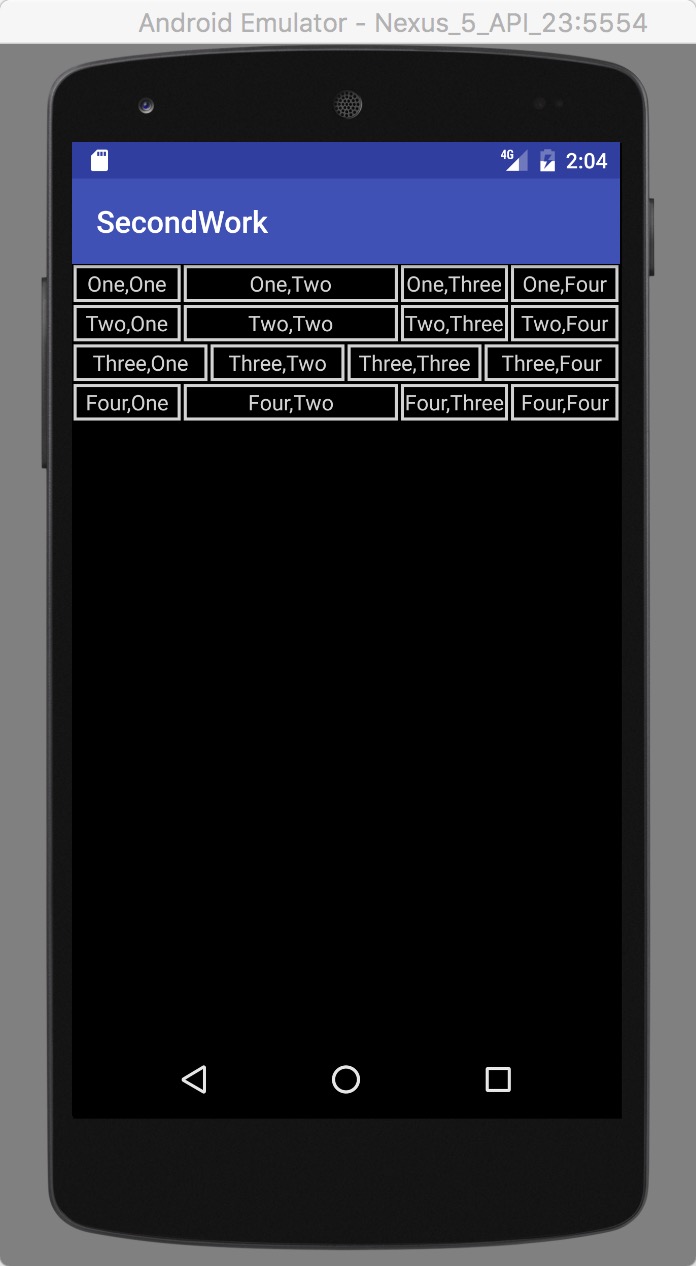 Android Emulator - Nexus_5_API_23:5554
4G 2:04
SecondWork
One,One One,Two One,Three One,Four
Two,One Two,Two Two,Three Two,Four
Three,One Three,Two Three,Three Three,Four
Four,One Four,Two Four,Three Four,Four